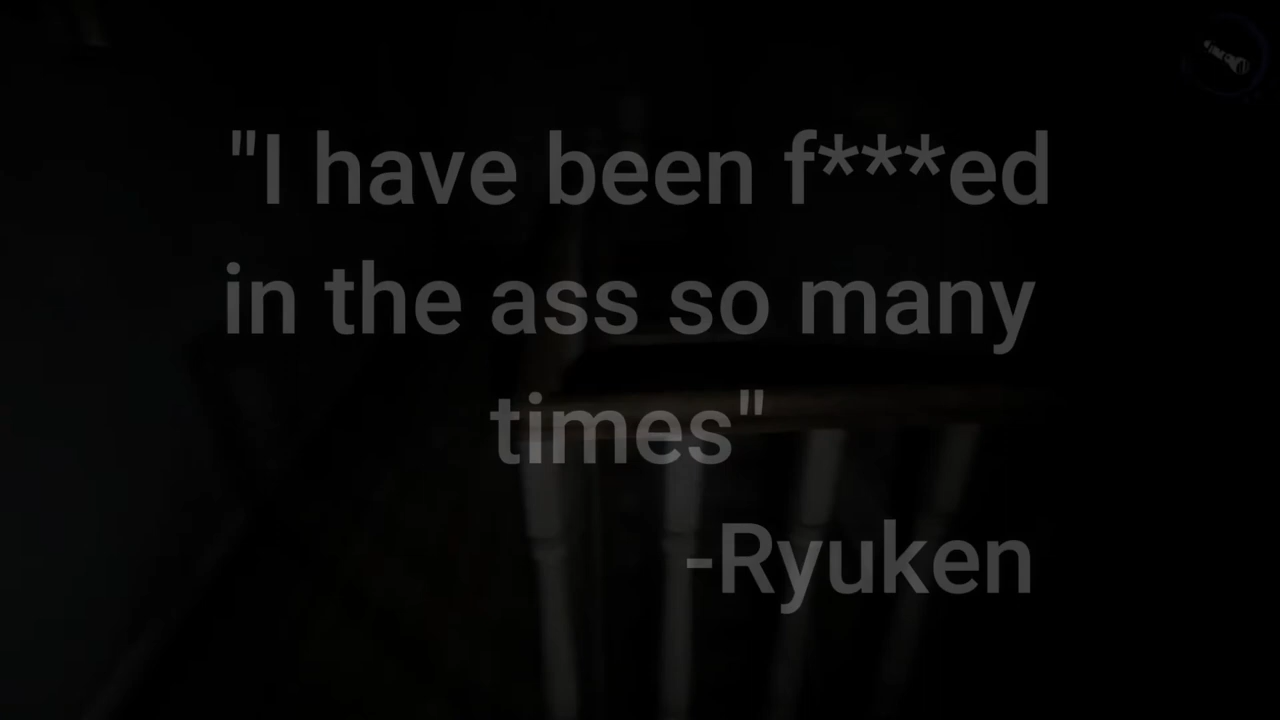 "I have been f***ed
in the ass so many
times"
-Ryuken